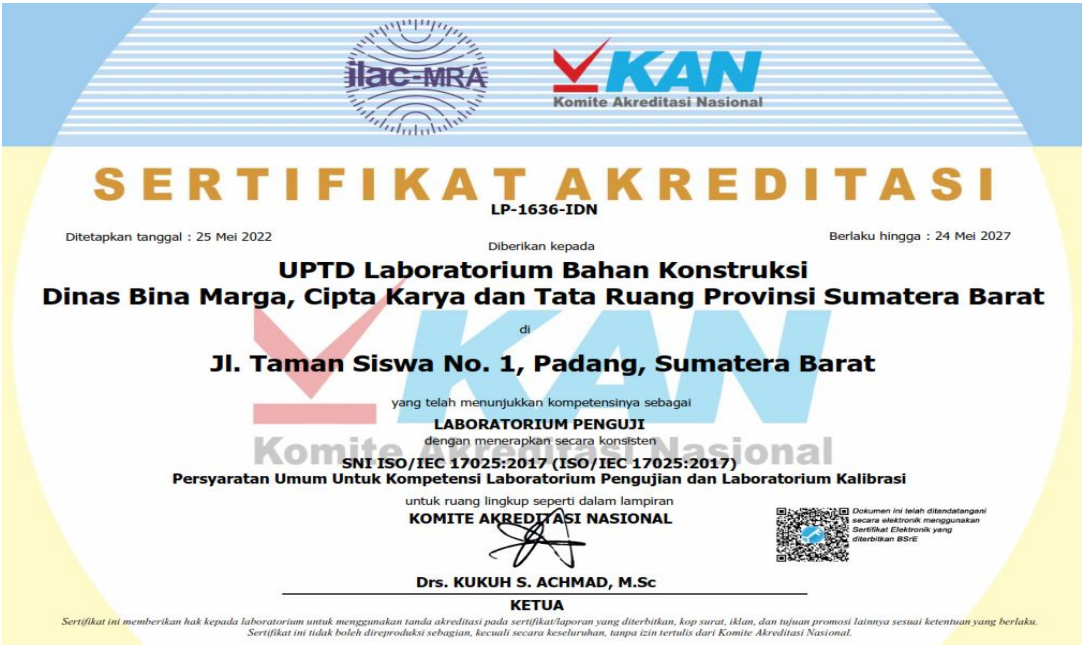 ilac-MRA
KAN
Komite Akreditasi Nasional
SERTIFIKAT AKREDITASI
LP-1636-IDN
Ditetapkan tanggal : 25 Mei 2022
Diberikan kepada
Berlaku hingga : 24 Mei 2027
UPTD Laboratorium Bahan Konstruksi
Dinas Bina Marga, Cipta Karya dan Tata Ruang Provinsi Sumatera Barat
di
Jl. Taman Siswa No. 1, Padang, Sumatera Barat
KAN
yang telah menunjukkan kompetensinya sebagai
LABORATORIUM PENGUJI
dengan menerapkan secara konsisten
Komite Akreditasi Nasional
SNI ISO/IEC 17025:2017 (ISO/IEC 17025:2017)
Persyaratan Umum Untuk Kompetensi Laboratorium Pengujian dan Laboratorium Kalibrasi
untuk ruang lingkup seperti dalam lampiran
KOMITE AKREDITASI NASIONAL
Dokumen ini telah ditandatangani
secara elektronik menggunakan
Sertifikat Elektronik yang
diterbitkan BSrE
Drs. KUKUH S. ACHMAD, M.Sc
KETUA
Sertifikat ini memberikan hak kepada laboratorium untuk menggunakan tanda akreditasi pada sertifikat/laporan yang diterbitkan, kop surat, iklan, dan tujuan promosi lainnya sesuai ketentuan yang berlaku.
Sertifikat ini tidak boleh direproduksi sebagian, kecuali secara keseluruhan, tanpa izin tertulis dari Komite Akreditasi Nasional.